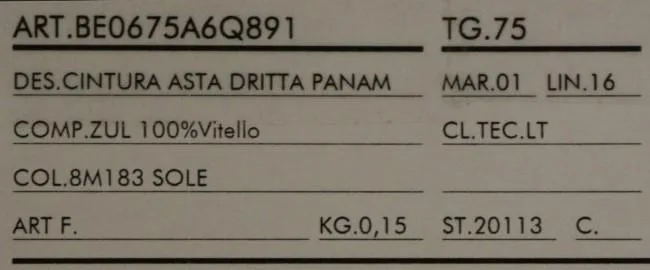 ART.BE0675A6Q891 TG.75
DES.CINTURA ASTA DRITTA PANAM MAR.01 LIN.16
COMP.ZUL 100%Vitello CL.TEC.LT
COL.8M183 SOLE
ART F. KG.0,15 ST.20113 C.